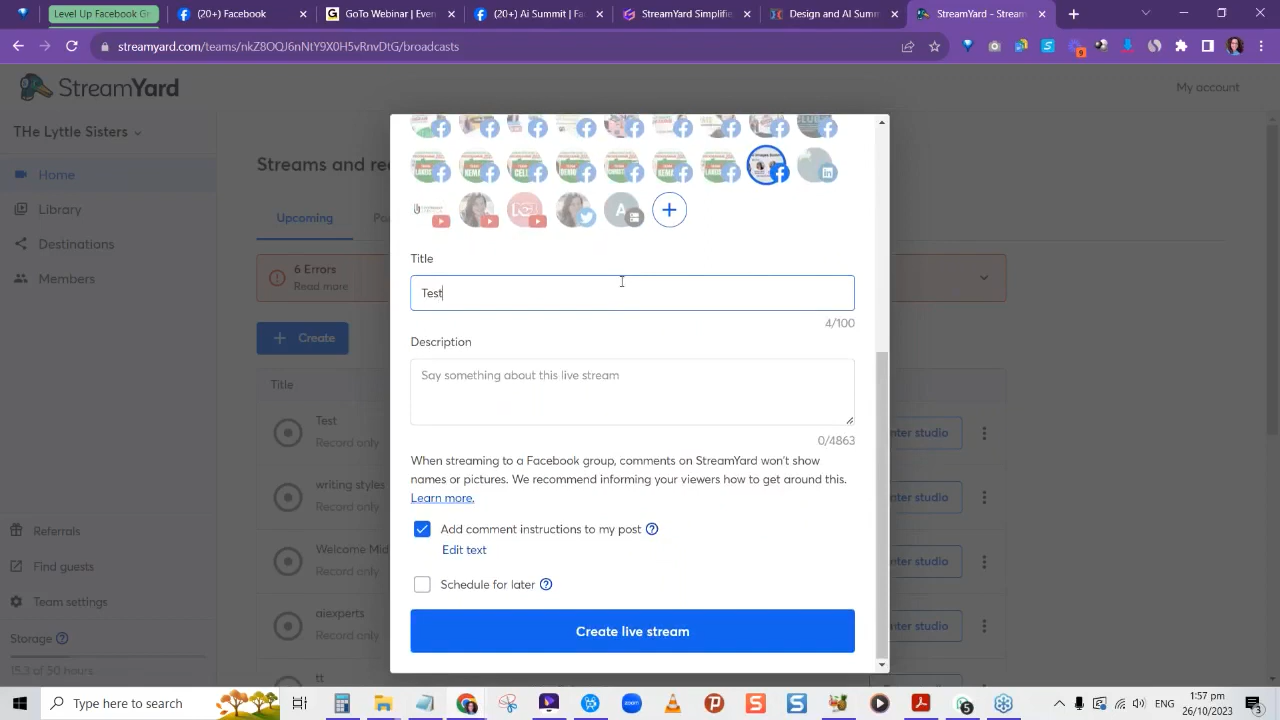 Level Up Facebook Gr
(20+) Facebook
GoTo Webinar | E
(20+) Ai Summit | Fac
StreamYard Simplifie
Design and AI Summ
StreamYard - Stream
streamyard.com/teams/nkZ8OQJ6nNtY9X0H5vRnvDtG/broadcasts
9
StreamYard
My account
THe Lyttle Sisters
Streams and re
Home
Library
Upcoming
Pa
A
Destinations
Members
Title
6 Errors
Read more
Test
4/100
Create
Description
Title
Say something about this live stream
Test
Record only
nter studio
0/4863
When streaming to a Facebook group, comments on StreamYard won't show
names or pictures. We recommend informing your viewers how to get around this.
Learn more.
writing styles
Record only
nter studio
Referrals
Add comment instructions to my post
Edit text
Welcome Mid
Record only
nter studio
Find guests
Schedule for later
Team settings
aiexperts
Record only
nter studio
Create live stream
Storage
15.3 of 50 hours
tt
Type here to search
zoom
P
S
S
5
ENG
1:57 pm
26/10/2023
3